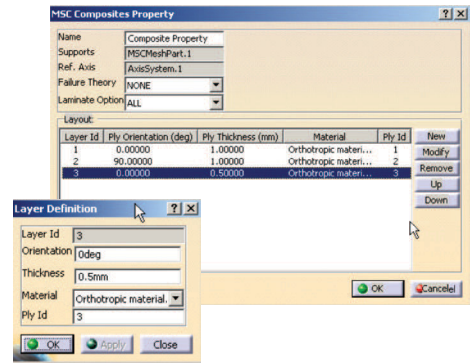 MSC Composites Property
Name Composite Property
Supports MSCMeshPart.1
Ref. Axis AxisSystem.1
Failure Theory NONE
Laminate Option ALL
Layout
Layer Id Ply Orientation (deg) Ply Thickness (mm) Material Ply Id
1 0.00000 1.00000 Orthotropic materi... 1
2 90.00000 1.00000 Orthotropic materi... 2
3 0.00000 0.50000 Orthotropic materi... 3
New
Modify
Remove
Up
Down
OK Cancelel
Layer Definition
Layer Id 3
Orientation 0deg
Thickness 0.5mm
Material Orthotropic material.
Ply Id 3
OK Apply Close